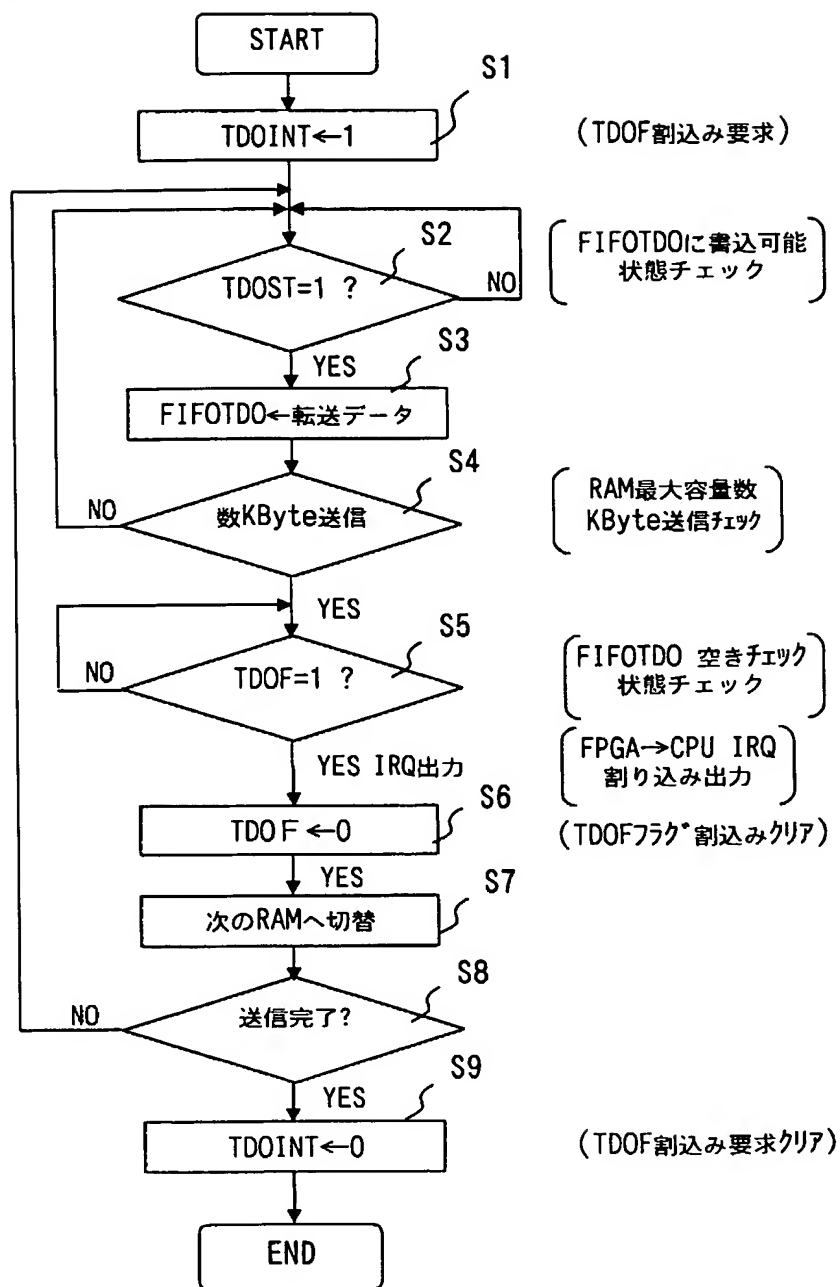 START
S1
TDOINT←1
(TDOF割込み要求)
S2
TDOST=1 ?
NO
FIFOTDOに書込可能
状態チェック
YES
S3
FIFOTDO←転送データ
S4
数KByte送信
NO
RAM最大容量数
KByte送信ﾁｪｯｸ
YES
S5
TDOF=1 ?
NO
FIFOTDO 空きﾁｪｯｸ
状態チェック
YES IRQ出力
FPGA→CPU IRQ
割り込み出力
S6
TDOF←0
(TDOFﾌﾗｸﾞ割込みｸﾘｱ)
YES
S7
次のRAMへ切替
S8
送信完了?
NO
YES
S9
TDOINT←0
(TDOF割込み要求ｸﾘｱ)
END